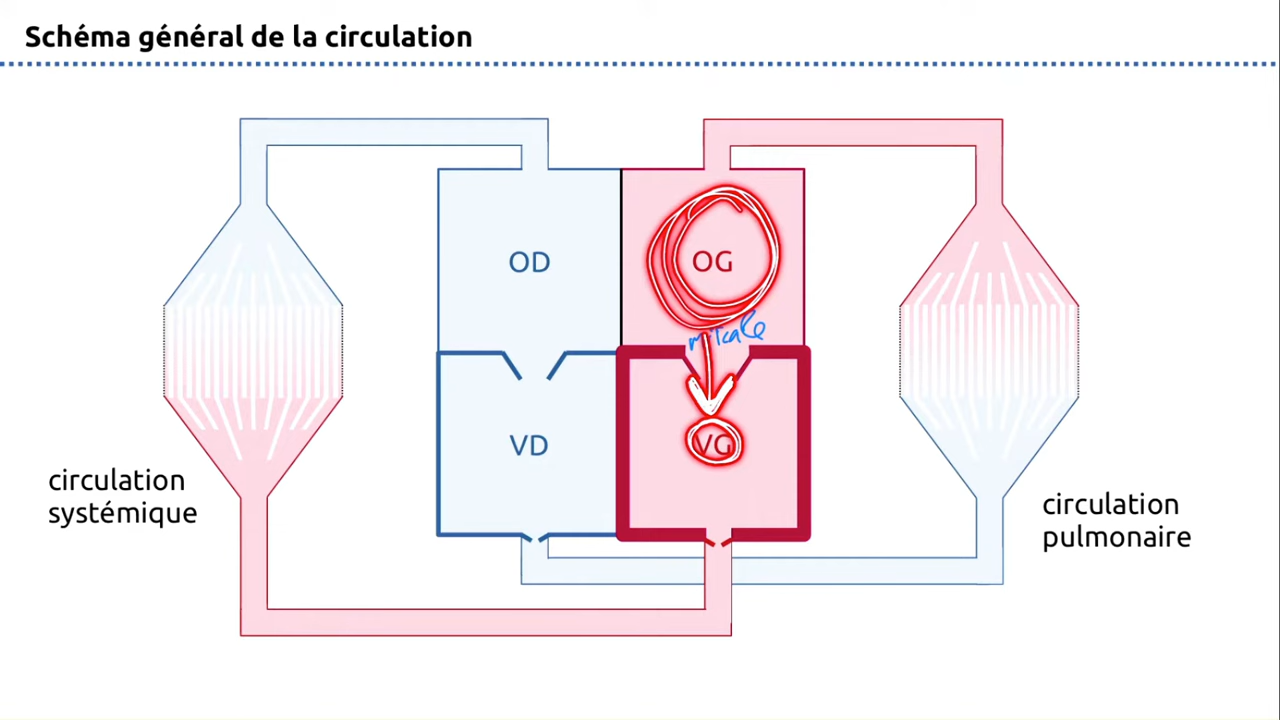 Schéma général de la circulation
OD
OG
mitrale
VD
VG
circulation
systémique
circulation
pulmonaire